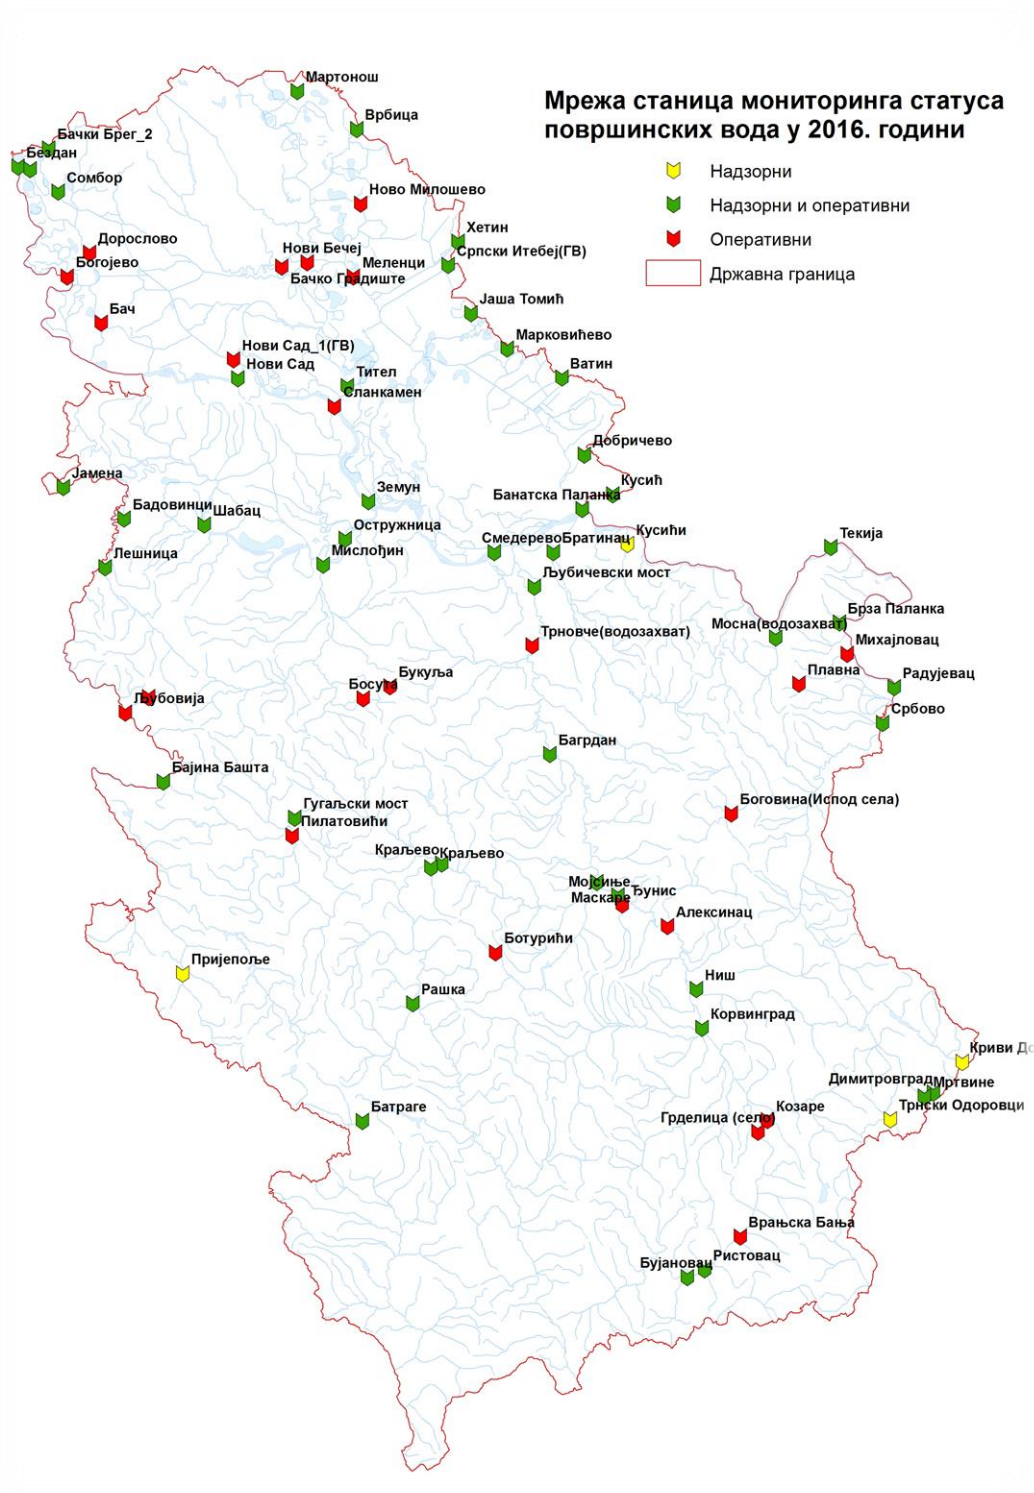 Мрежа станица мониторинга статуса
површинских вода у 2016. години
Надзорни
Надзорни и оперативни
Оперативни
Државна граница
Мартонош
Врбица
Бачки Брег_2
Бездан
Сомбор
Ново Милошево
Хетин
Дорослово
Нови Бечеј
Српски Итебеј(ГВ)
Богојево
Меленци
Бачко Градиште
Јаша Томић
Бач
Марковићево
Нови Сад_1(ГВ)
Нови Сад
Ватин
Тител
Сланкамен
Добричево
Јамена
Кусић
Земун
Банатска Паланка
Бадовинци
Шабац
Остружница
Кусићи
Текија
Смедерево
Братинац
Мислођин
Лешница
Љубичевски мост
Брза Паланка
Мосна(водозахват)
Трновче(водозахват)
Михајловац
Букуља
Плавна
Радујевац
Босута
Љубовија
Србово
Багрдан
Бајина Башта
Боговина(Испод села)
Гугаљски мост
Пилатовићи
Краљево
Краљево
Мојсиње
Ђунис
Маскаре
Алексинац
Ботурићи
Пријепоље
Ниш
Рашка
Корвинград
Криви До
Димитровград
Мртвине
Батраге
Козаре
Трнски Одоровци
Грделица (село)
Врањска Бања
Ристовац
Бујановац